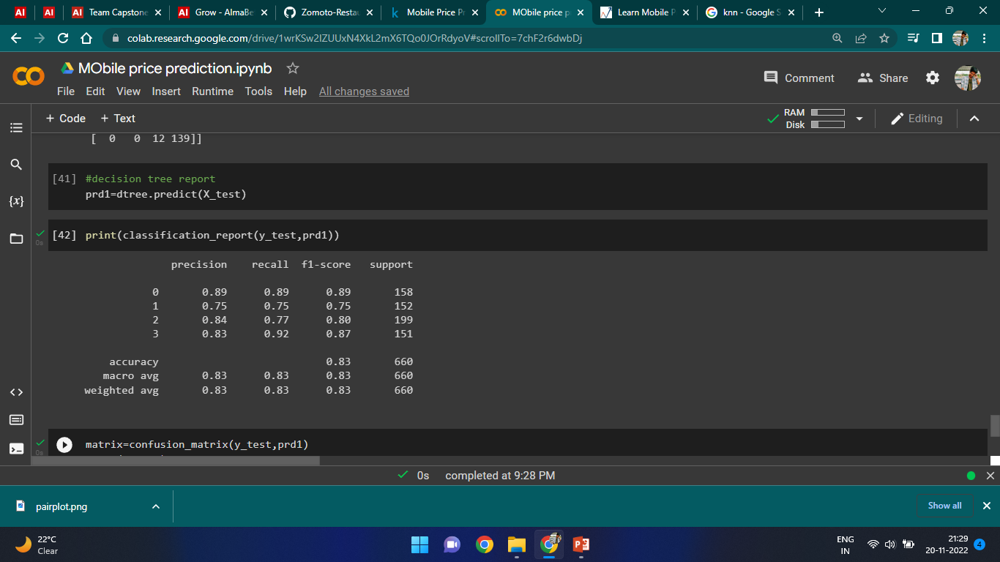 AI
AI
AI Team Capstone
AI Grow - AlmaBe
Zomoto-Restau
k Mobile Price Pr
MObile price p
Learn Mobile P
G knn - Google S
colab.research.google.com/drive/1wrKSw2IZUUxN4XkL2mX6TQo0JOrRdyoV#scrollTo=7chF2r6dwbDj
MObile price prediction.ipynb
Comment Share
File Edit View Insert Runtime Tools Help All changes saved
+ Code + Text
RAM
Disk
Editing
[ 0 0 12 139]]
[41] #decision tree report
prd1=dtree.predict(X_test)
{x}
[42] print(classification_report(y_test,prd1))
0s
precision recall f1-score support
0 0.89 0.89 0.89 158
1 0.75 0.75 0.75 152
2 0.84 0.77 0.80 199
3 0.83 0.92 0.87 151
accuracy 0.83 660
macro avg 0.83 0.83 0.83 660
weighted avg 0.83 0.83 0.83 660
matrix=confusion_matrix(y_test,prd1)
0s
0s completed at 9:28 PM
pairplot.png
Show all
22°C
Clear
ENG
IN
21:29
20-11-2022
4